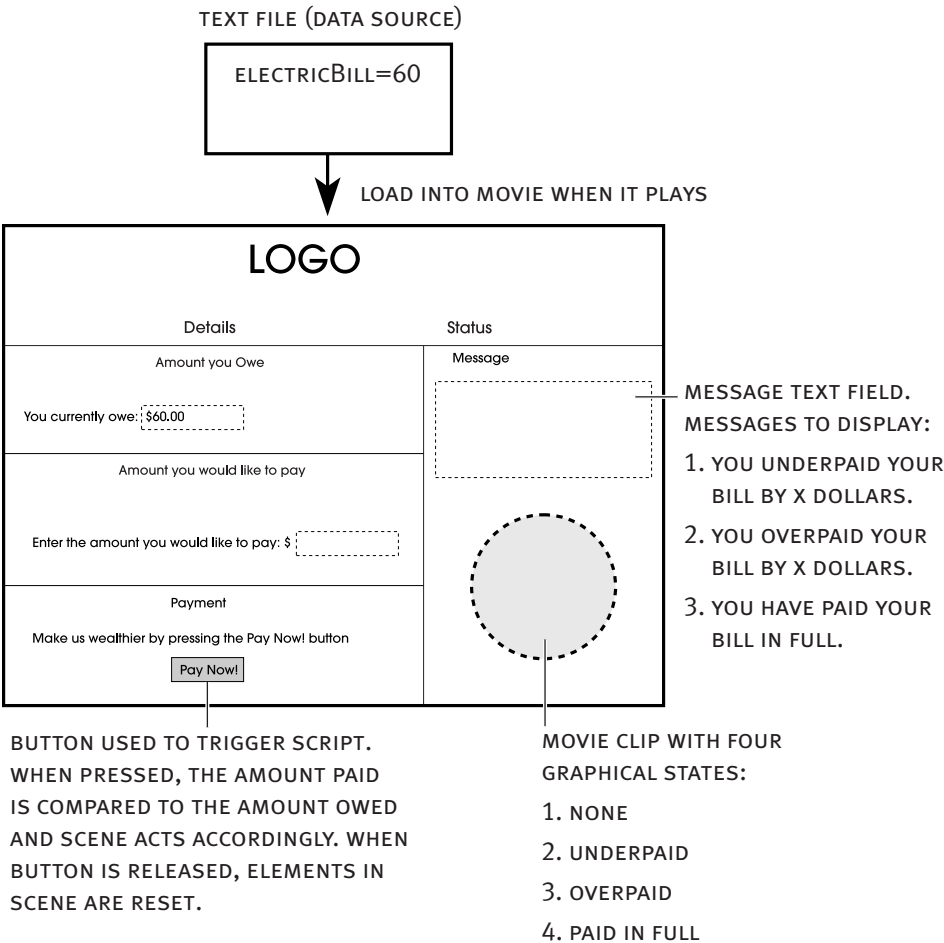 TEXT FILE (DATA SOURCE)
ELECTRICBILL=60
LOAD INTO MOVIE WHEN IT PLAYS
LOGO
Details
Status
Amount you Owe
Message
You currently owe: $60.00
Amount you would like to pay
Enter the amount you would like to pay: $
Payment
Make us wealthier by pressing the Pay Now! button
Pay Now!
MESSAGE TEXT FIELD.
MESSAGES TO DISPLAY:
1. YOU UNDERPAID YOUR
BILL BY X DOLLARS.
2. YOU OVERPAID YOUR
BILL BY X DOLLARS.
3. YOU HAVE PAID YOUR
BILL IN FULL.
BUTTON USED TO TRIGGER SCRIPT.
WHEN PRESSED, THE AMOUNT PAID
IS COMPARED TO THE AMOUNT OWED
AND SCENE ACTS ACCORDINGLY. WHEN
BUTTON IS RELEASED, ELEMENTS IN
SCENE ARE RESET.
MOVIE CLIP WITH FOUR
GRAPHICAL STATES:
1. NONE
2. UNDERPAID
3. OVERPAID
4. PAID IN FULL